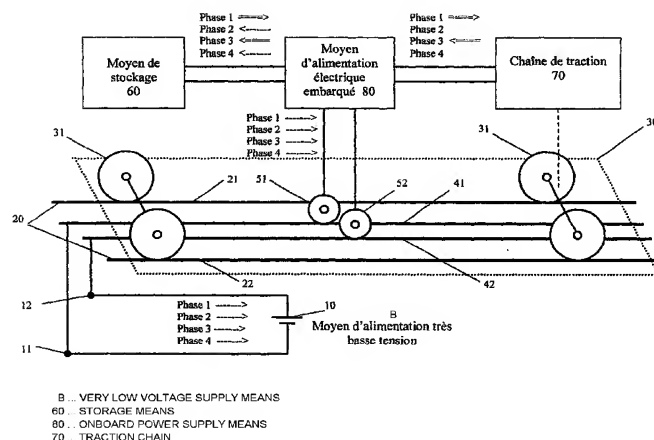 Phase 1
Phase 2
Phase 3
Phase 4
Phase 1
Phase 2
Phase 3
Phase 4
Moyen de
stockage
60
Moyen
d'alimentation
électrique
embarqué 80
Chaîne de traction
70
Phase 1
Phase 2
Phase 3
Phase 4
31
31
30
21
51
52
41
20
22
42
12
11
Phase 1
Phase 2
Phase 3
Phase 4
10
B
Moyen d'alimentation très
basse tension
B ... VERY LOW VOLTAGE SUPPLY MEANS
60 ... STORAGE MEANS
80 ... ONBOARD POWER SUPPLY MEANS
70 ... TRACTION CHAIN